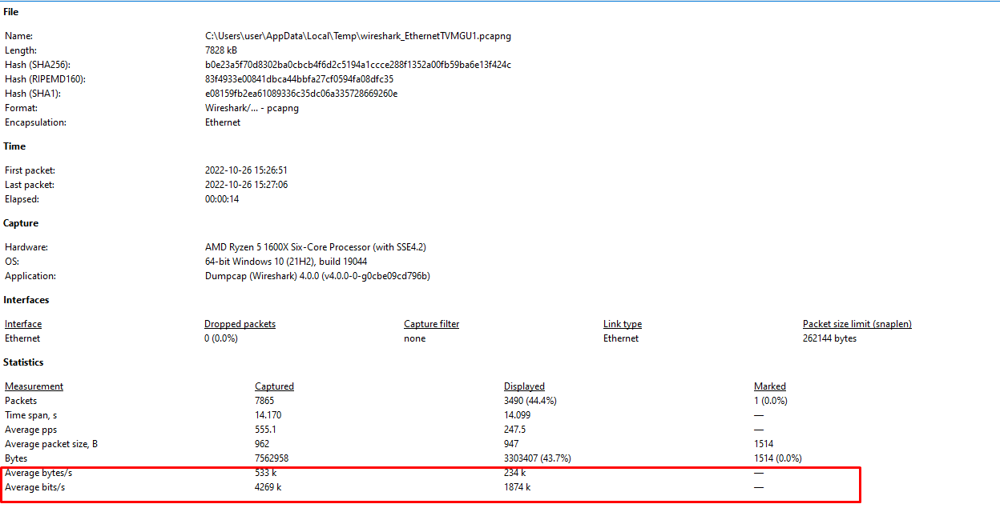 File
Name: C:\Users\user\AppData\Local\Temp\wireshark_EthernetTVMGU1.pcapng
Length: 7828 kB
Hash (SHA256): b0e23a5f70d8302ba0cbcb4f6d2c5194a1ccce288f1352a00fb59ba6e13f424c
Hash (RIPEMD160): 83f4933e00841dbca44bbfa27cf0594fa08dfc35
Hash (SHA1): e08159fb2ea61089336c35dc06a335728669260e
Format: Wireshark/... - pcapng
Encapsulation: Ethernet
Time
First packet: 2022-10-26 15:26:51
Last packet: 2022-10-26 15:27:06
Elapsed: 00:00:14
Capture
Hardware: AMD Ryzen 5 1600X Six-Core Processor (with SSE4.2)
OS: 64-bit Windows 10 (21H2), build 19044
Application: Dumpcap (Wireshark) 4.0.0 (v4.0.0-0-g0cbe09cd796b)
Interfaces
Interface Dropped packets Capture filter Link type Packet size limit (snaplen)
Ethernet 0 (0.0%) none Ethernet 262144 bytes
Statistics
Measurement Captured Displayed Marked
Packets 7865 3490 (44.4%) 1 (0.0%)
Time span, s 14.170 14.099 —
Average pps 555.1 247.5 —
Average packet size, B 962 947 1514
Bytes 7562958 3303407 (43.7%) 1514 (0.0%)
Average bytes/s 533 k 234 k —
Average bits/s 4269 k 1874 k —